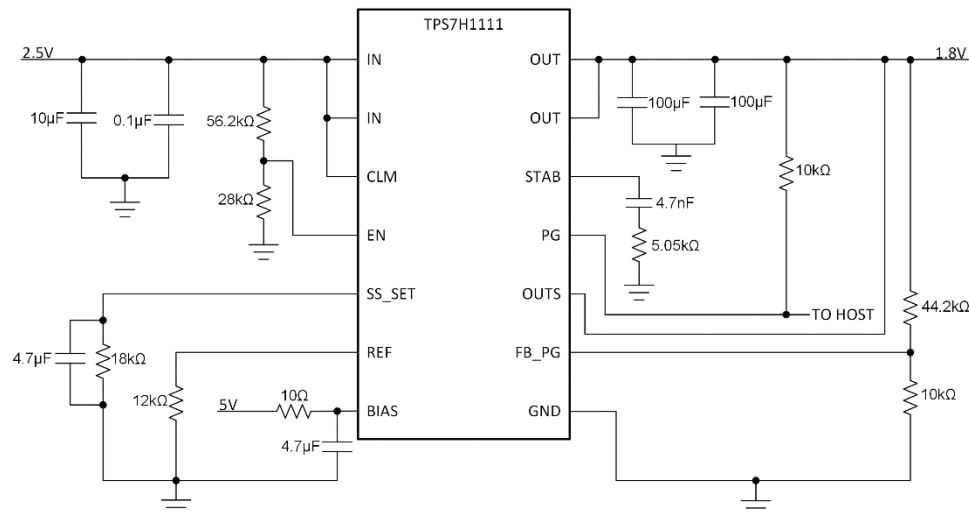 TPS7H1111
2.5V
IN
OUT
1.8V
10µF
0.1µF
56.2kΩ
IN
OUT
100µF
100µF
28kΩ
CLM
STAB
4.7nF
10kΩ
EN
PG
5.05kΩ
SS_SET
OUTS
TO HOST
44.2kΩ
4.7µF
18kΩ
REF
FB_PG
12kΩ
5V
10Ω
BIAS
GND
10kΩ
4.7µF